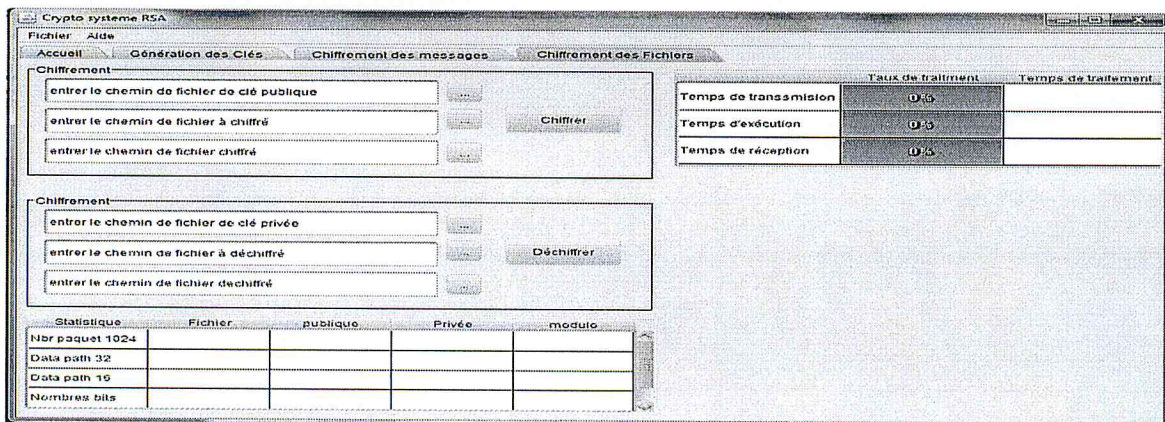 Crypto systeme RSA
Fichier Aide
Accueil Génération des Clés Chiffrement des messages Chiffrement des Fichiers
Chiffrement
entrer le chemin de fichier de clé publique ...
entrer le chemin de fichier à chiffré ... Chiffrer
entrer le chemin de fichier chiffré ...
Chiffrement
entrer le chemin de fichier de clé privée ...
entrer le chemin de fichier à déchiffré ... Déchiffrer
entrer le chemin de fichier dechiffré ...
Statistique Fichier publique Privée modulo
Nbr paquet 1024
Data path 32
Data path 16
Nombres bits
Taux de traitment Temps de traitement
Temps de transsmision 0%
Temps d'exécution 0%
Temps de réception 0%